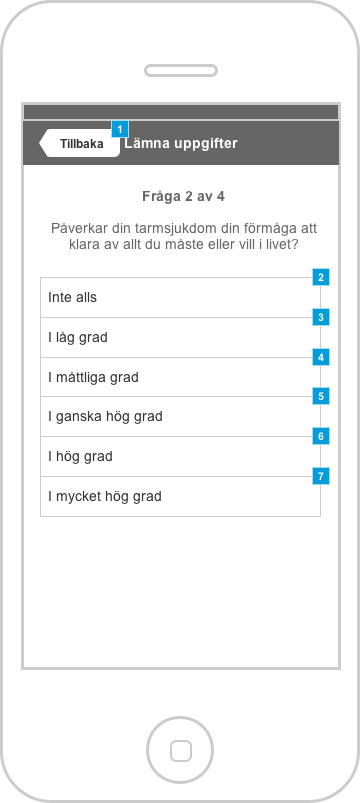 Tillbaka 1 Lämna uppgifter
Fråga 2 av 4
Påverkar din tarmsjukdom din förmåga att
klara av allt du måste eller vill i livet?
2
Inte alls
3
I låg grad
4
I måttliga grad
5
I ganska hög grad
6
I hög grad
7
I mycket hög grad